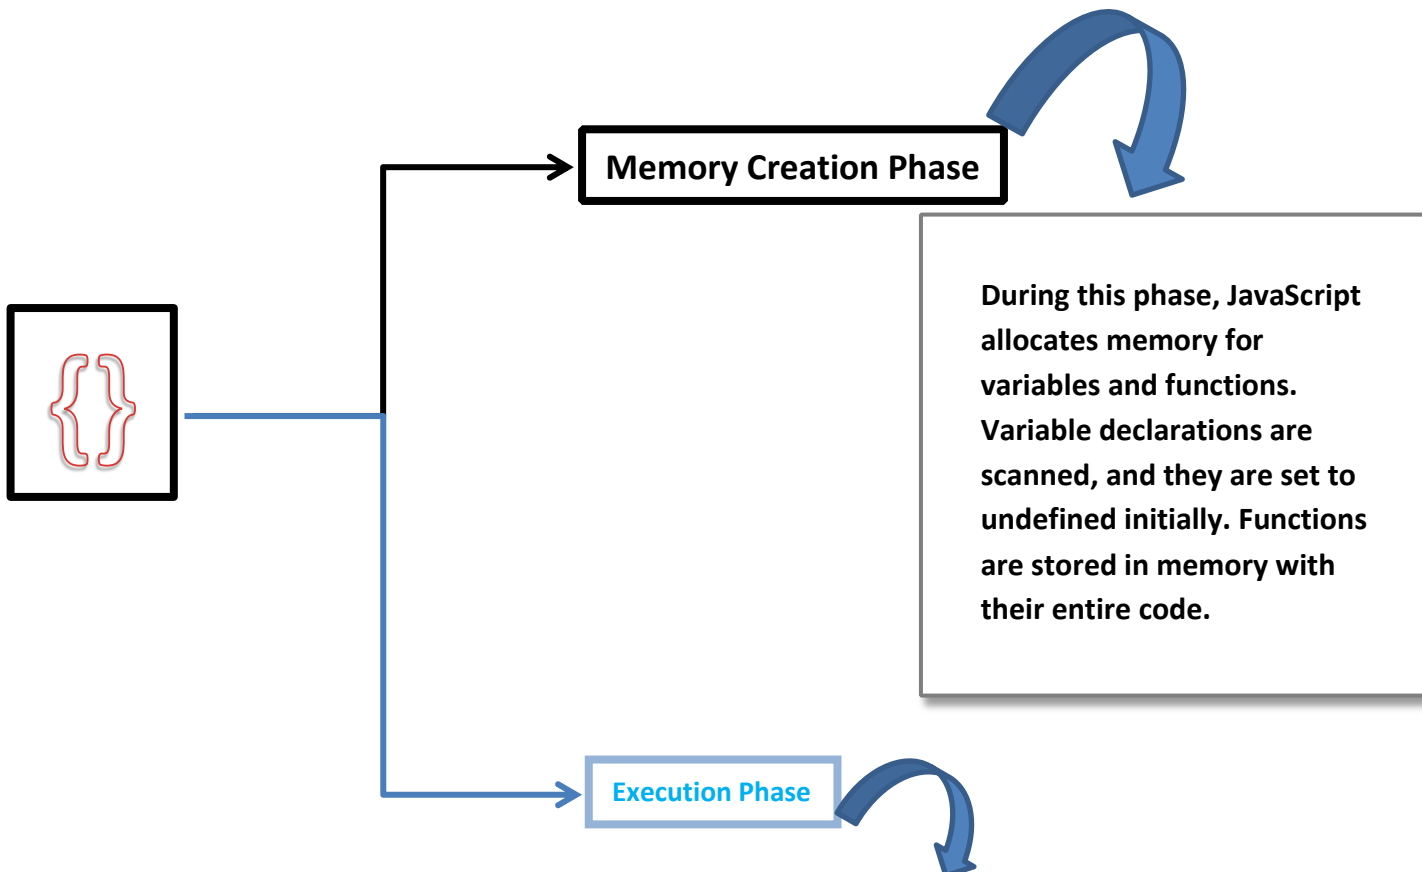 Memory Creation Phase
During this phase, JavaScript
allocates memory for
variables and functions.
Variable declarations are
scanned, and they are set to
undefined initially. Functions
are stored in memory with
their entire code.
{}
Execution Phase